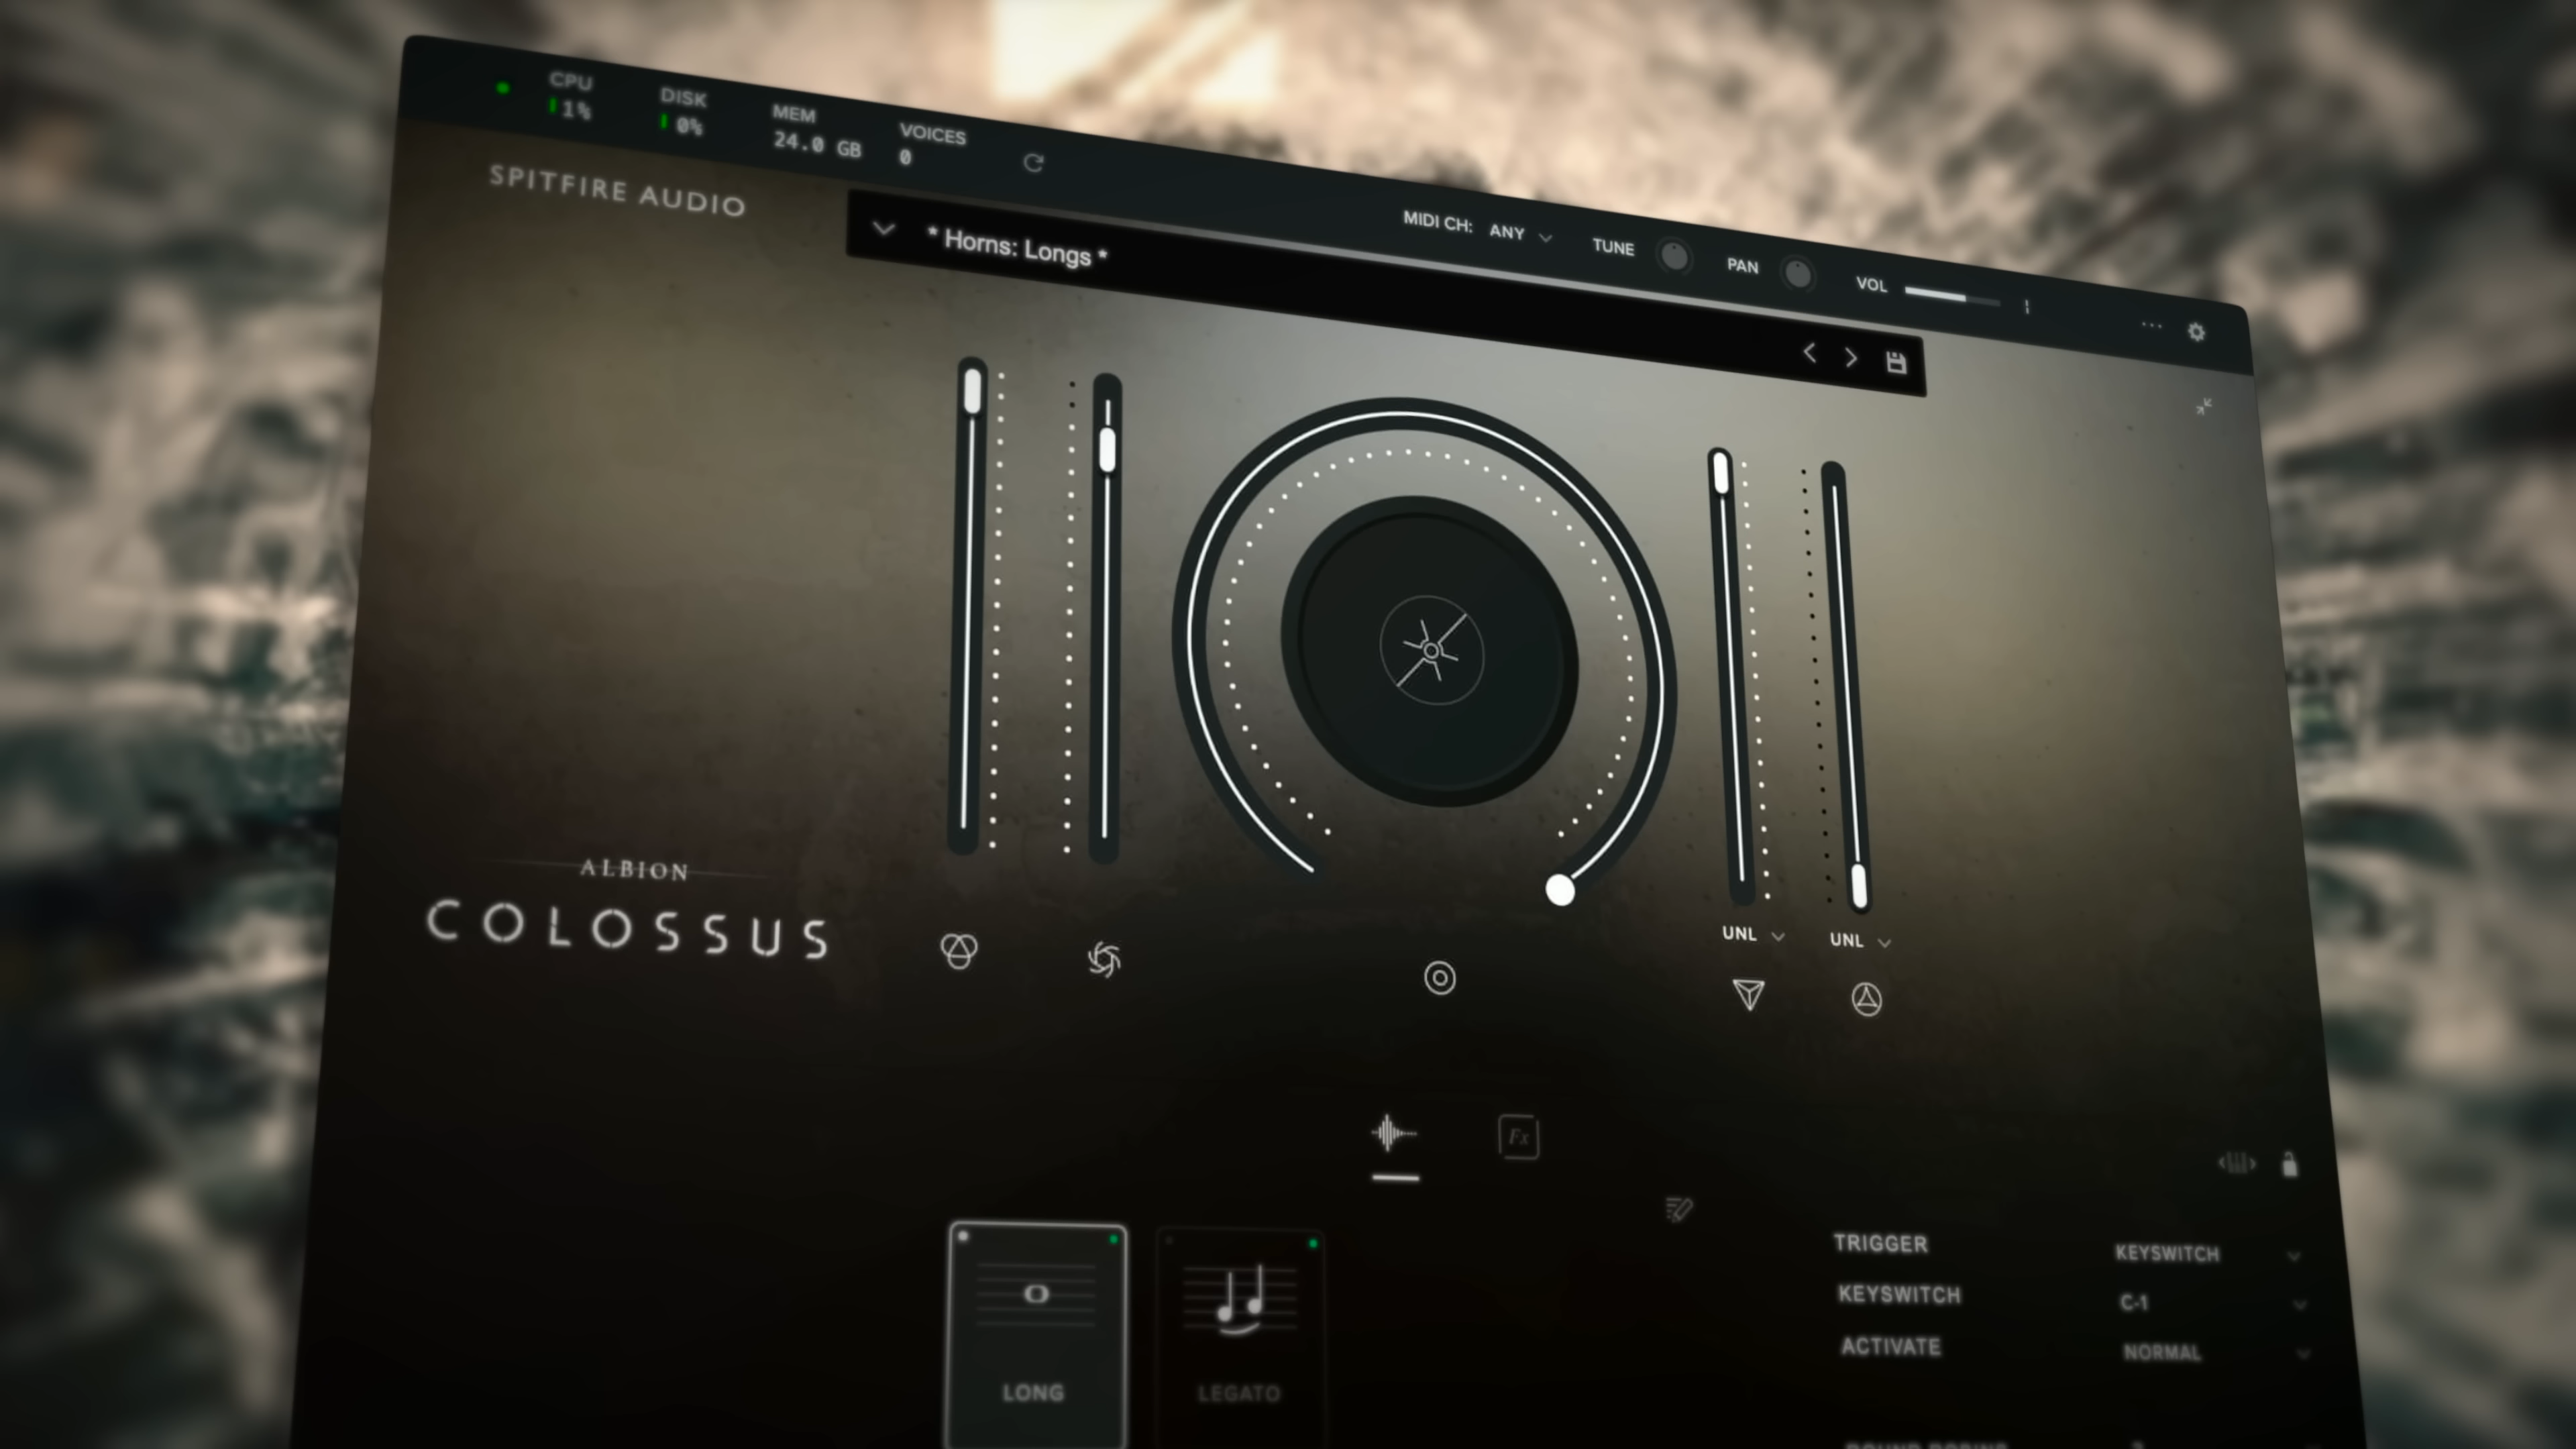 CPU
1%
DISK
0%
MEM
24.0 GB
VOICES
0
MIDI CH: ANY
TUNE
PAN
VOL
SPITFIRE AUDIO
* Horns: Longs *
ALBION
COLOSSUS
UNL
UNL
Fx
LONG
LEGATO
TRIGGER KEYSWITCH
KEYSWITCH C-1
ACTIVATE NORMAL